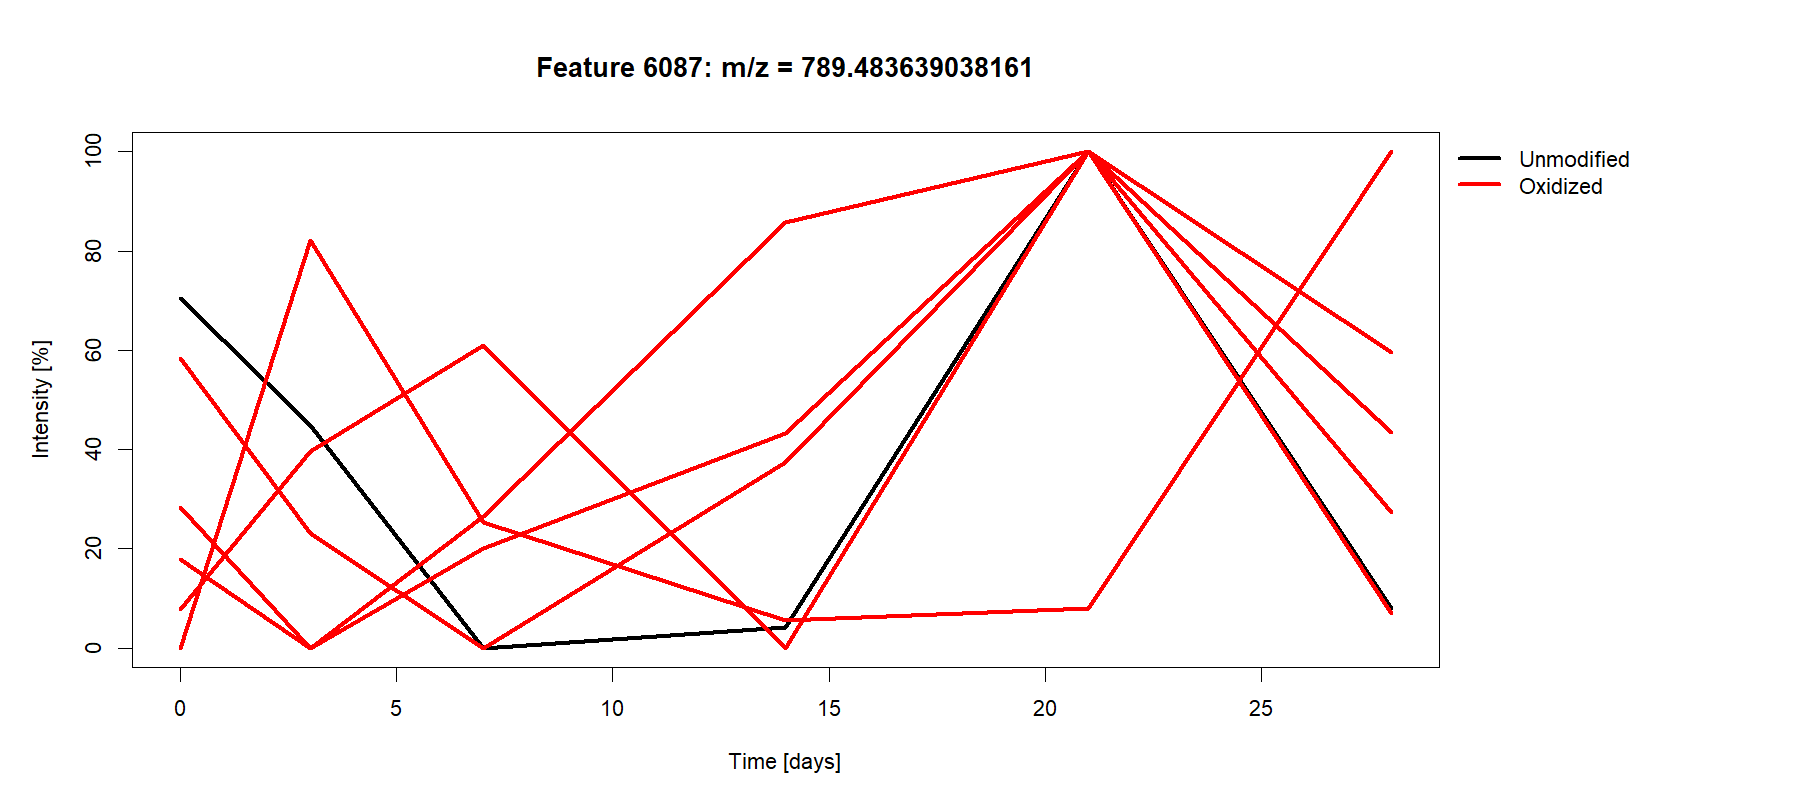 Feature 6087: m/z = 789.483639038161
Unmodified
Oxidized
Intensity [%]
100
80
60
40
20
0
0 5 10 15 20 25
Time [days]